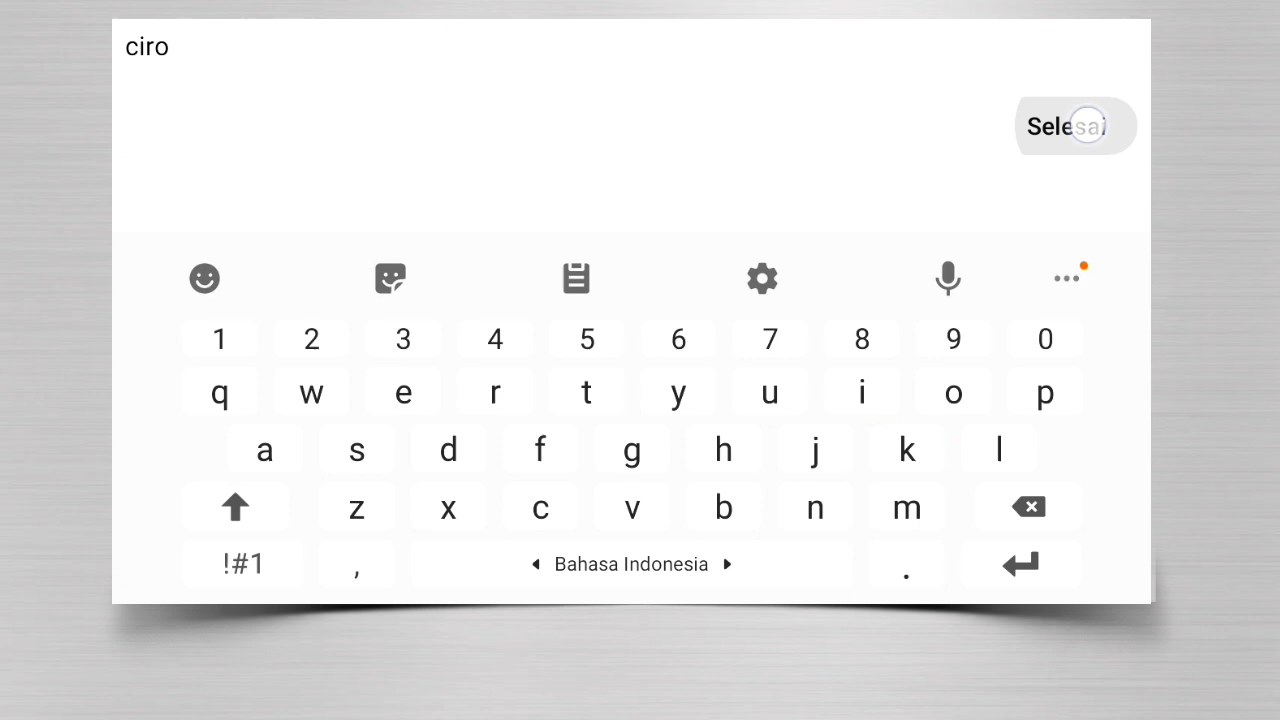 ciro
Selesai
1 2 3 4 5 6 7 8 9 0
q w e r t y u i o p
a s d f g h j k l
z x c v b n m
!#1 , Bahasa Indonesia .